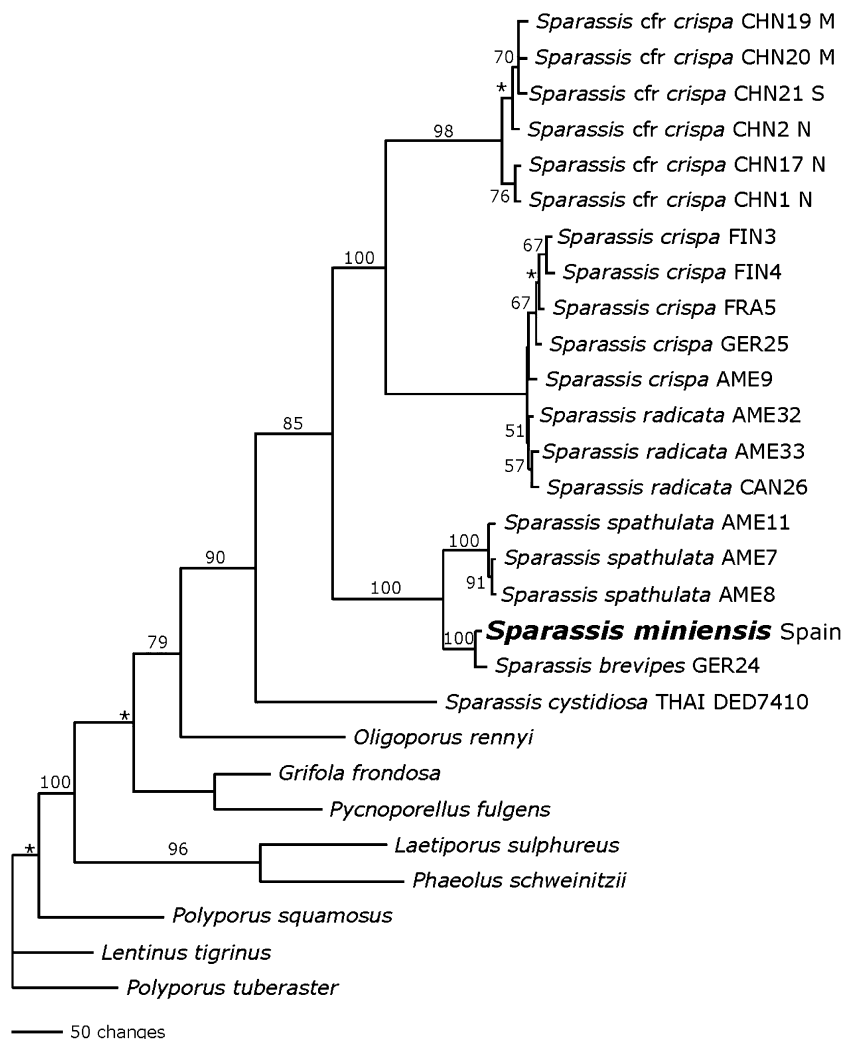 Sparassis cfr crispa CHN19 M
70
Sparassis cfr crispa CHN20 M
*
Sparassis cfr crispa CHN21 S
98
Sparassis cfr crispa CHN2 N
Sparassis cfr crispa CHN17 N
76
Sparassis cfr crispa CHN1 N
Sparassis crispa FIN3
67
100
Sparassis crispa FIN4
*
67
Sparassis crispa FRA5
Sparassis crispa GER25
Sparassis crispa AME9
Sparassis radicata AME32
85
51
Sparassis radicata AME33
57
Sparassis radicata CAN26
Sparassis spathulata AME11
100
Sparassis spathulata AME7
90
91
100
Sparassis spathulata AME8
Sparassis miniensis Spain
100
79
Sparassis brevipes GER24
Sparassis cystidiosa THAI DED7410
*
Oligoporus rennyi
Grifola frondosa
100
Pycnoporellus fulgens
Laetiporus sulphureus
*
96
Phaeolus schweinitzii
Polyporus squamosus
Lentinus tigrinus
Polyporus tuberaster
50 changes